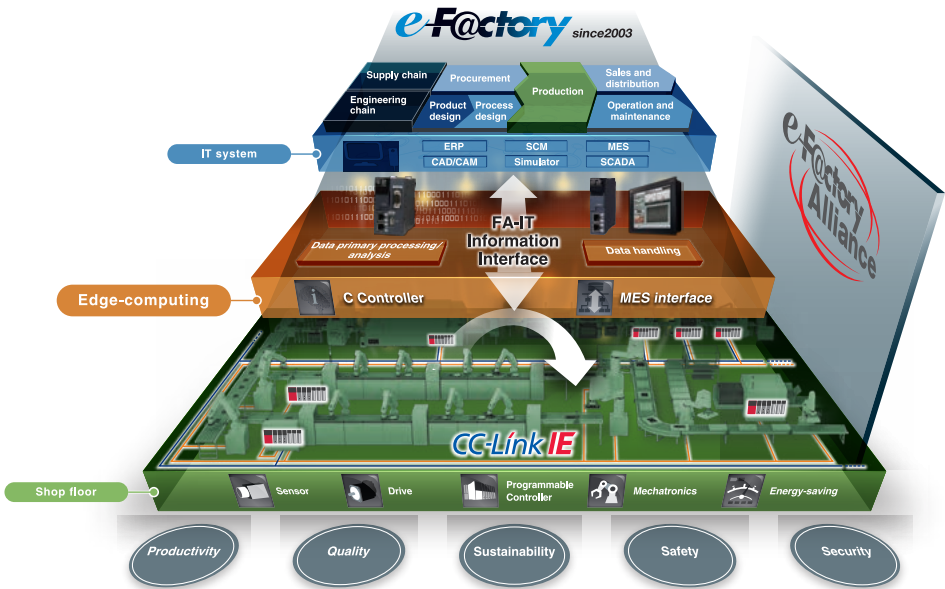 e-F@ctory since2003
Supply chain
Procurement
Production
Sales and
distribution
Engineering
chain
Product
design
Process
design
Operation and
maintenance
IT system
ERP
SCM
MES
CAD/CAM
Simulator
SCADA
e-F@ctory
Alliance
FA-IT
Information
Interface
Data primary processing/
analysis
Data handling
Edge-computing
C Controller
MES interface
CC-Link IE
Shop floor
Sensor
Drive
Programmable
Controller
Mechatronics
Energy-saving
Productivity
Quality
Sustainability
Safety
Security